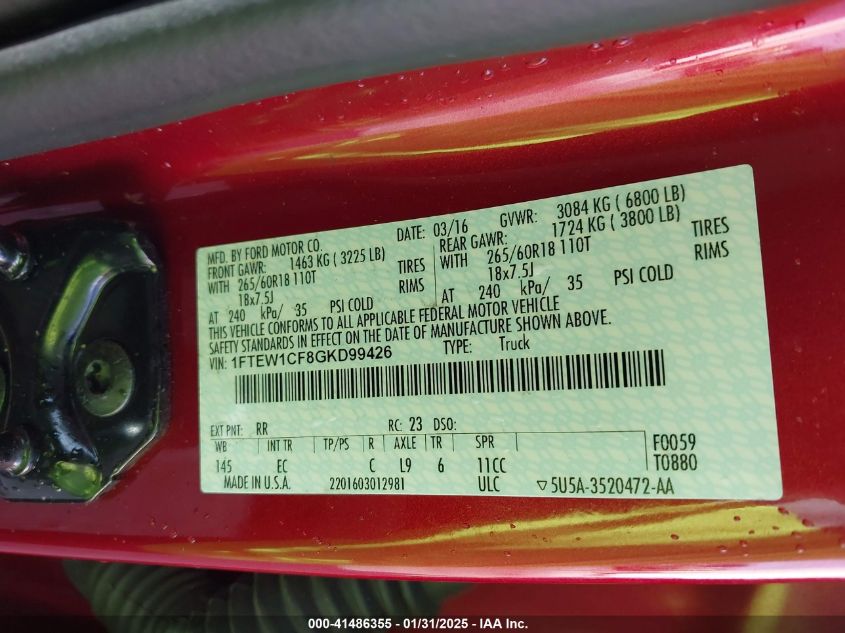 MFD. BY FORD MOTOR CO.
DATE: 03/16 GVWR: 3084 KG ( 6800 LB)
FRONT GAWR: 1463 KG ( 3225 LB)
REAR GAWR: 1724 KG ( 3800 LB)
WITH 265/60R18 110T TIRES
WITH 265/60R18 110T TIRES
18x7.5J RIMS
18x7.5J RIMS
AT 240 kPa/ 35 PSI COLD
AT 240 kPa/ 35 PSI COLD
THIS VEHICLE CONFORMS TO ALL APPLICABLE FEDERAL MOTOR VEHICLE
SAFETY STANDARDS IN EFFECT ON THE DATE OF MANUFACTURE SHOWN ABOVE.
VIN: 1FTEW1CF8GKD99426 TYPE: Truck
EXT PNT: RR RC: 23 DSO:
WB INT TR TP/PS R AXLE TR SPR F0059
145 EC C L9 6 11CC T0880
MADE IN U.S.A. 2201603012981 ULC ▽5U5A-3520472-AA
000-41486355 - 01/31/2025 - IAA Inc.